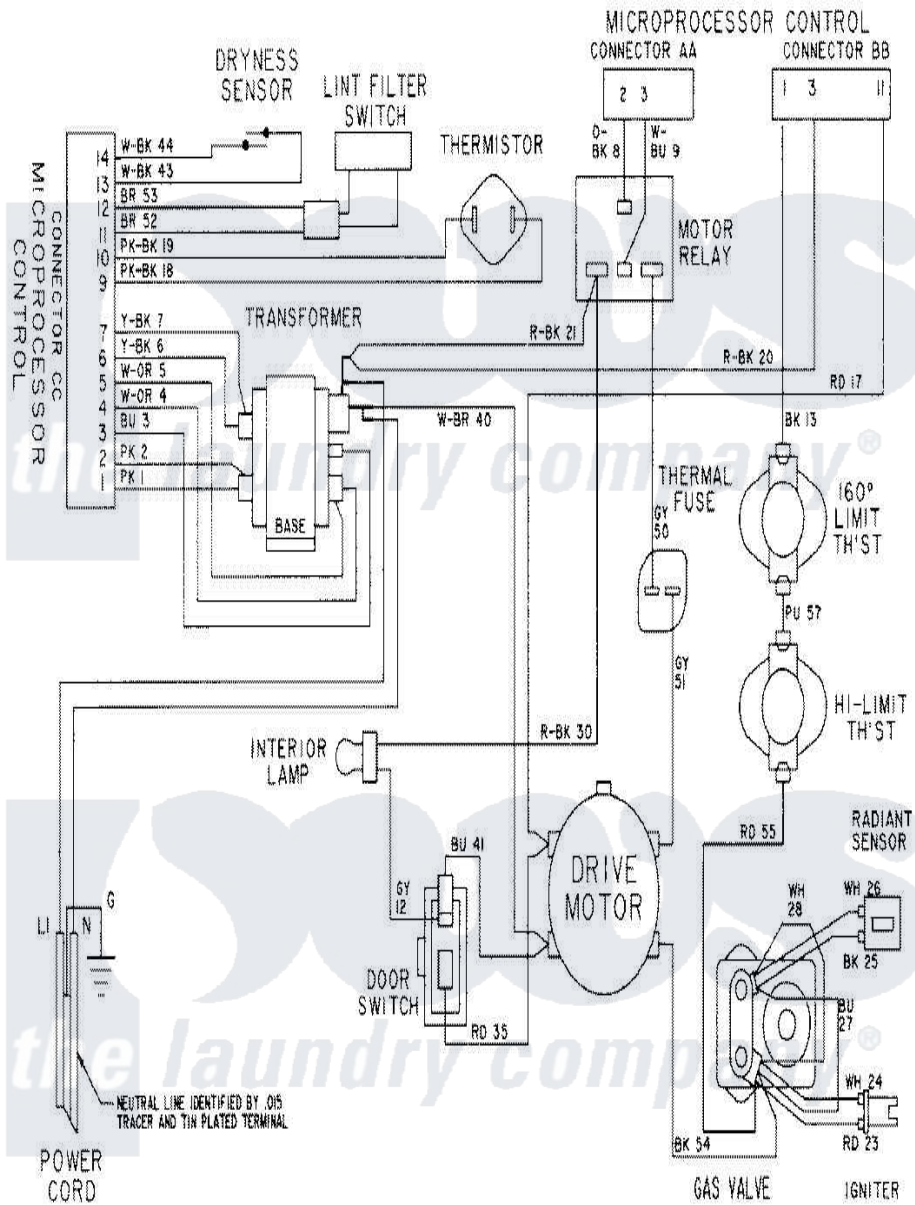 MICROPROCESSOR CONTROL
CONNECTOR AA
CONNECTOR BB
2 3
1 3 11
DRYNESS
SENSOR
LINT FILTER
SWITCH
THERMISTOR
O-
BK 8
W-
BU 9
MOTOR
RELAY
MICROPROCESSOR
CONTROL
CONNECTOR CC
14
W-BK 44
13
W-BK 43
12
BR 53
11
BR 52
10
PK-BK 19
9
PK-BK 18
7
Y-BK 7
6
Y-BK 6
5
W-OR 5
4
W-OR 4
3
BU 3
2
PK 2
1
PK 1
TRANSFORMER
BASE
R-BK 21
R-BK 20
RD 17
W-BR 40
BK 13
the laundry company®
THERMAL
FUSE
GY
50
160º
LIMIT
TH'ST
PU 57
GY
51
HI-LIMIT
TH'ST
R-BK 30
INTERIOR
LAMP
BU 41
GY
12
DRIVE
MOTOR
RD 55
RADIANT
SENSOR
WH
28
WH 26
BK 25
BU
27
L1 N G
DOOR
SWITCH
RD 35
the laundry company®
WH 24
RD 23
NEUTRAL LINE IDENTIFIED BY .015
TRACER AND TIN PLATED TERMINAL
BK 54
POWER
CORD
GAS VALVE
IGNITER